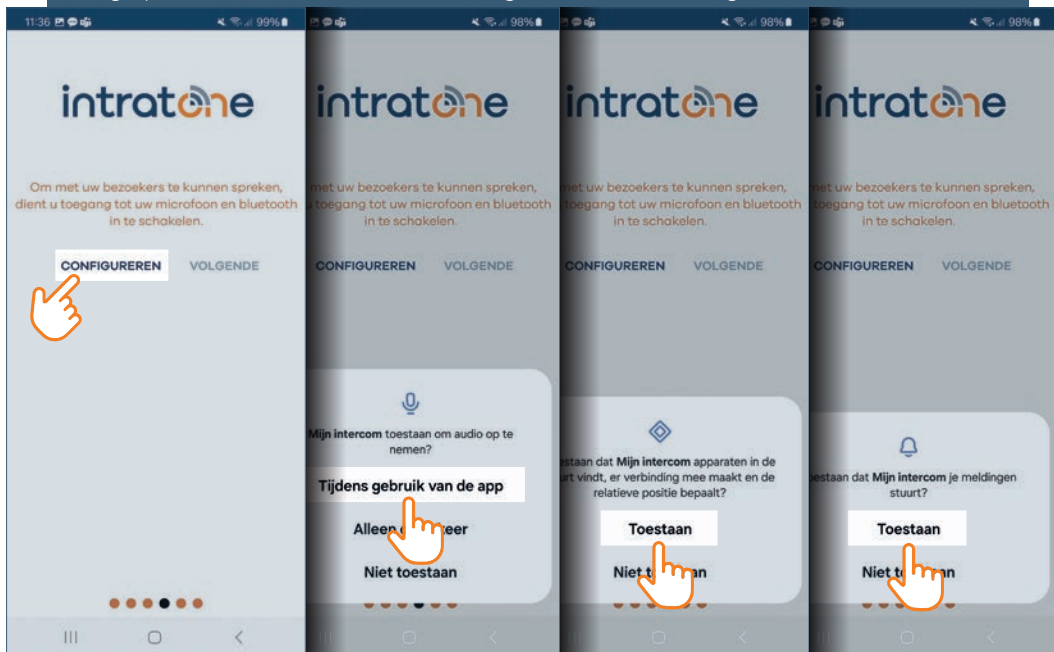 11:36 99%
intratone
Om met uw bezoekers te kunnen spreken,
dient u toegang tot uw microfoon en bluetooth
in te schakelen.
CONFIGUREREN VOLGENDE
98%
intratone
met uw bezoekers te kunnen spreken,
toegang tot uw microfoon en bluetooth
in te schakelen.
CONFIGUREREN VOLGENDE
Mijn intercom toestaan om audio op te
nemen?
Tijdens gebruik van de app
Alleen
Niet toestaan
98%
intratone
met uw bezoekers te kunnen spreken,
toegang tot uw microfoon en bluetooth
in te schakelen.
CONFIGUREREN VOLGENDE
dat Mijn intercom apparaten in de
vindt, er verbinding mee maakt en de
relatieve positie bepaalt?
Toestaan
Niet
98%
intratone
met uw bezoekers te kunnen spreken,
toegang tot uw microfoon en bluetooth
in te schakelen.
CONFIGUREREN VOLGENDE
dat Mijn intercom je meldingen
stuurt?
Toestaan
Niet